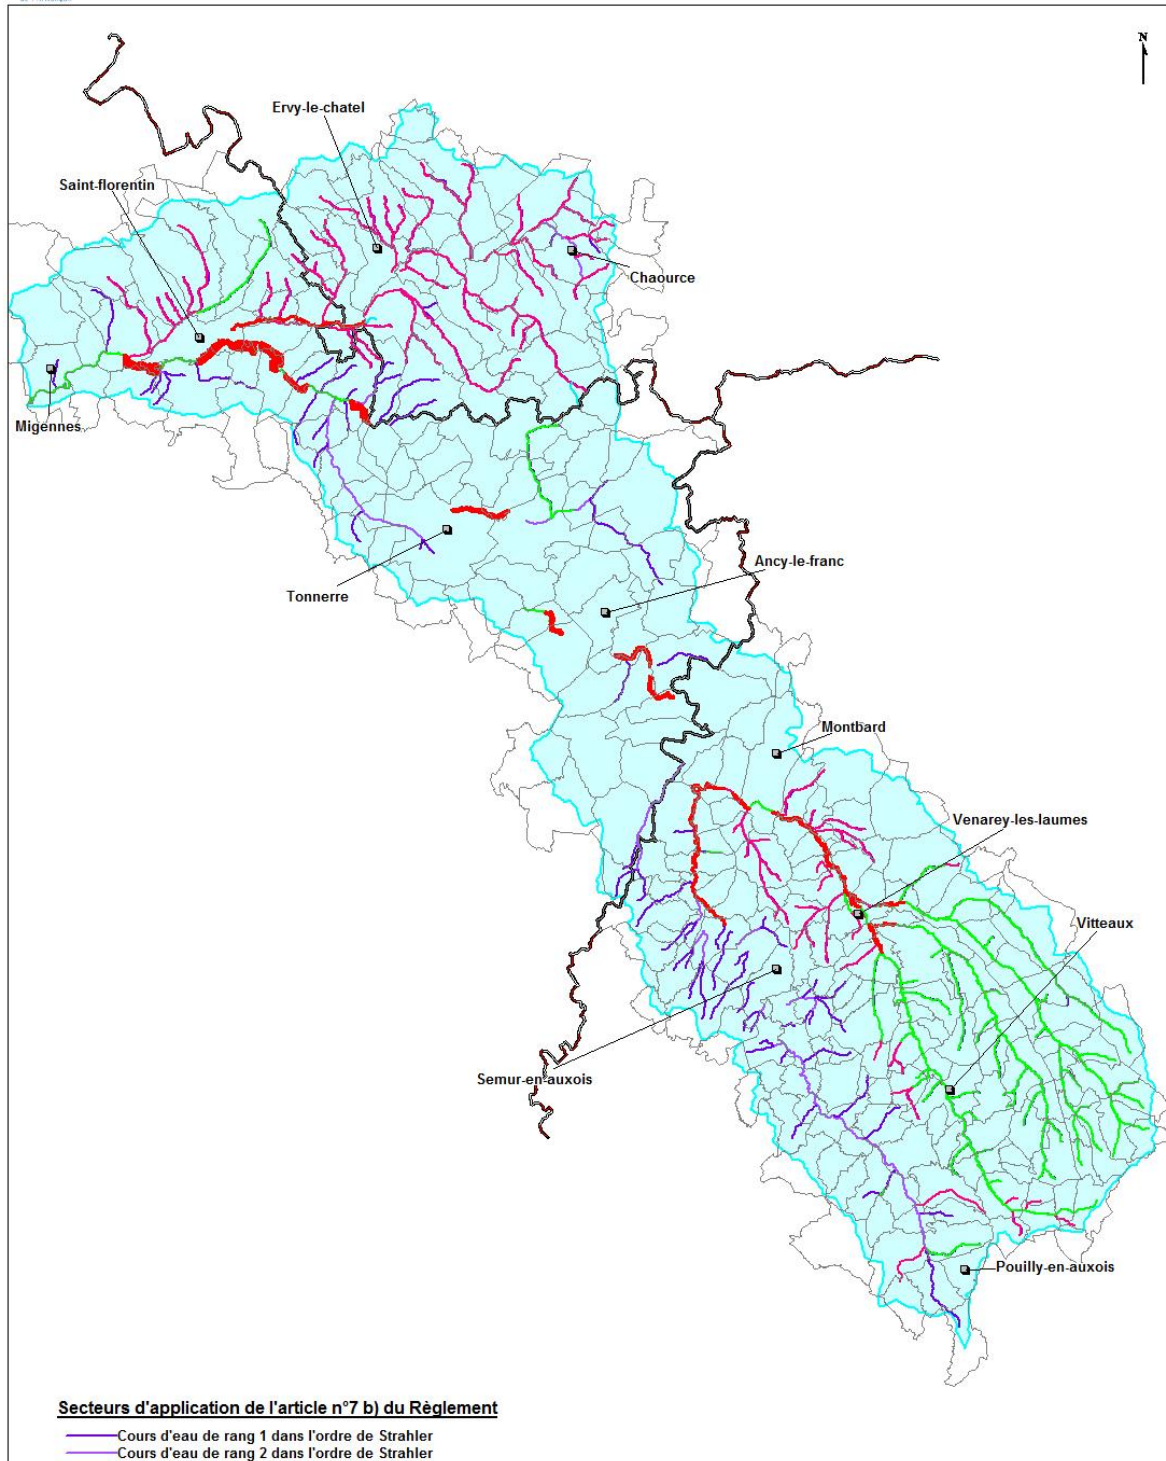 N
Ervy-le-chatel
Saint-florentin
Chaource
Migennes
Ancy-le-franc
Tonnerre
Montbard
Venarey-les-laumes
Vitteaux
Semur-en-auxois
Pouilly-en-auxois
Secteurs d'application de l'article n°7 b) du Règlement
Cours d'eau de rang 1 dans l'ordre de Strahler
Cours d'eau de rang 2 dans l'ordre de Strahler